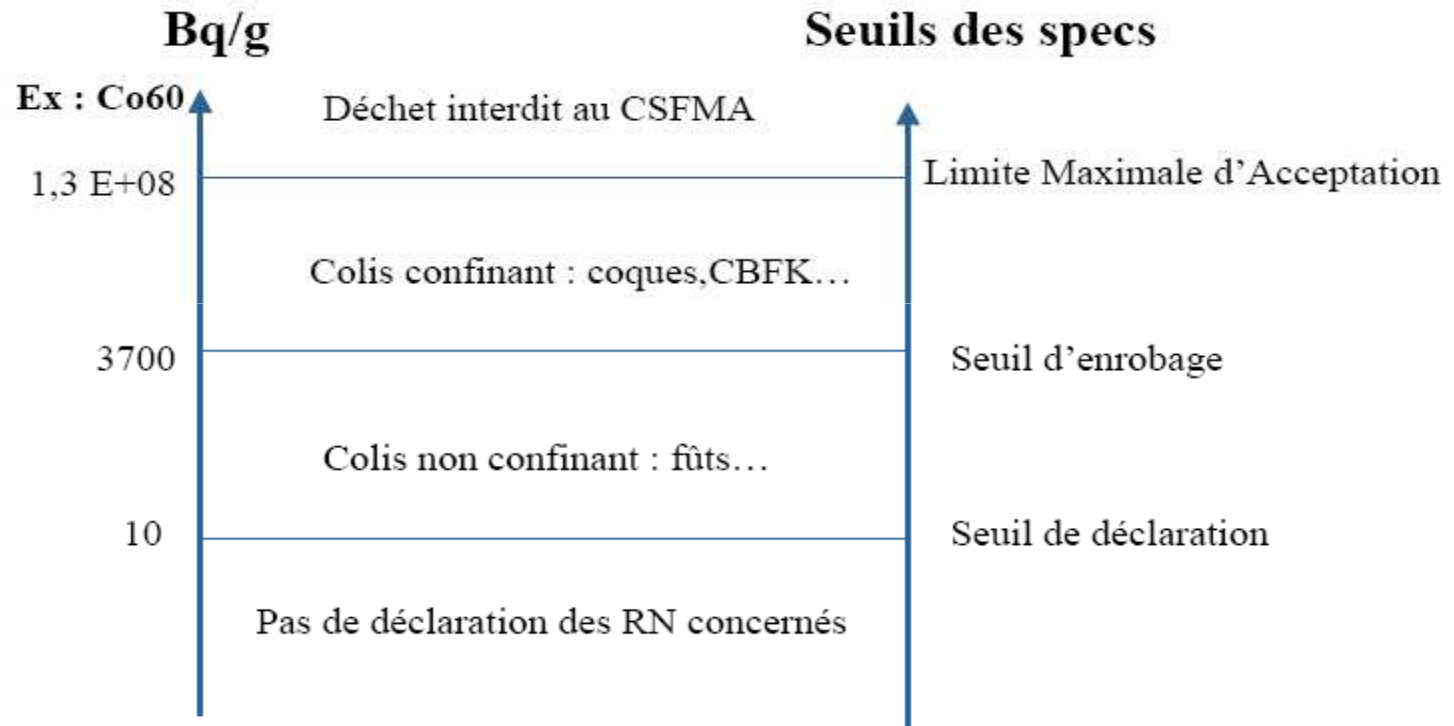 Bq/g
Seuils des specs
Ex : Co60
Déchet interdit au CSFMA
1,3 E+08
Limite Maximale d’Acceptation
Colis confinant : coques,CBFK…
3700
Seuil d’enrobage
Colis non confinant : fûts…
10
Seuil de déclaration
Pas de déclaration des RN concernés